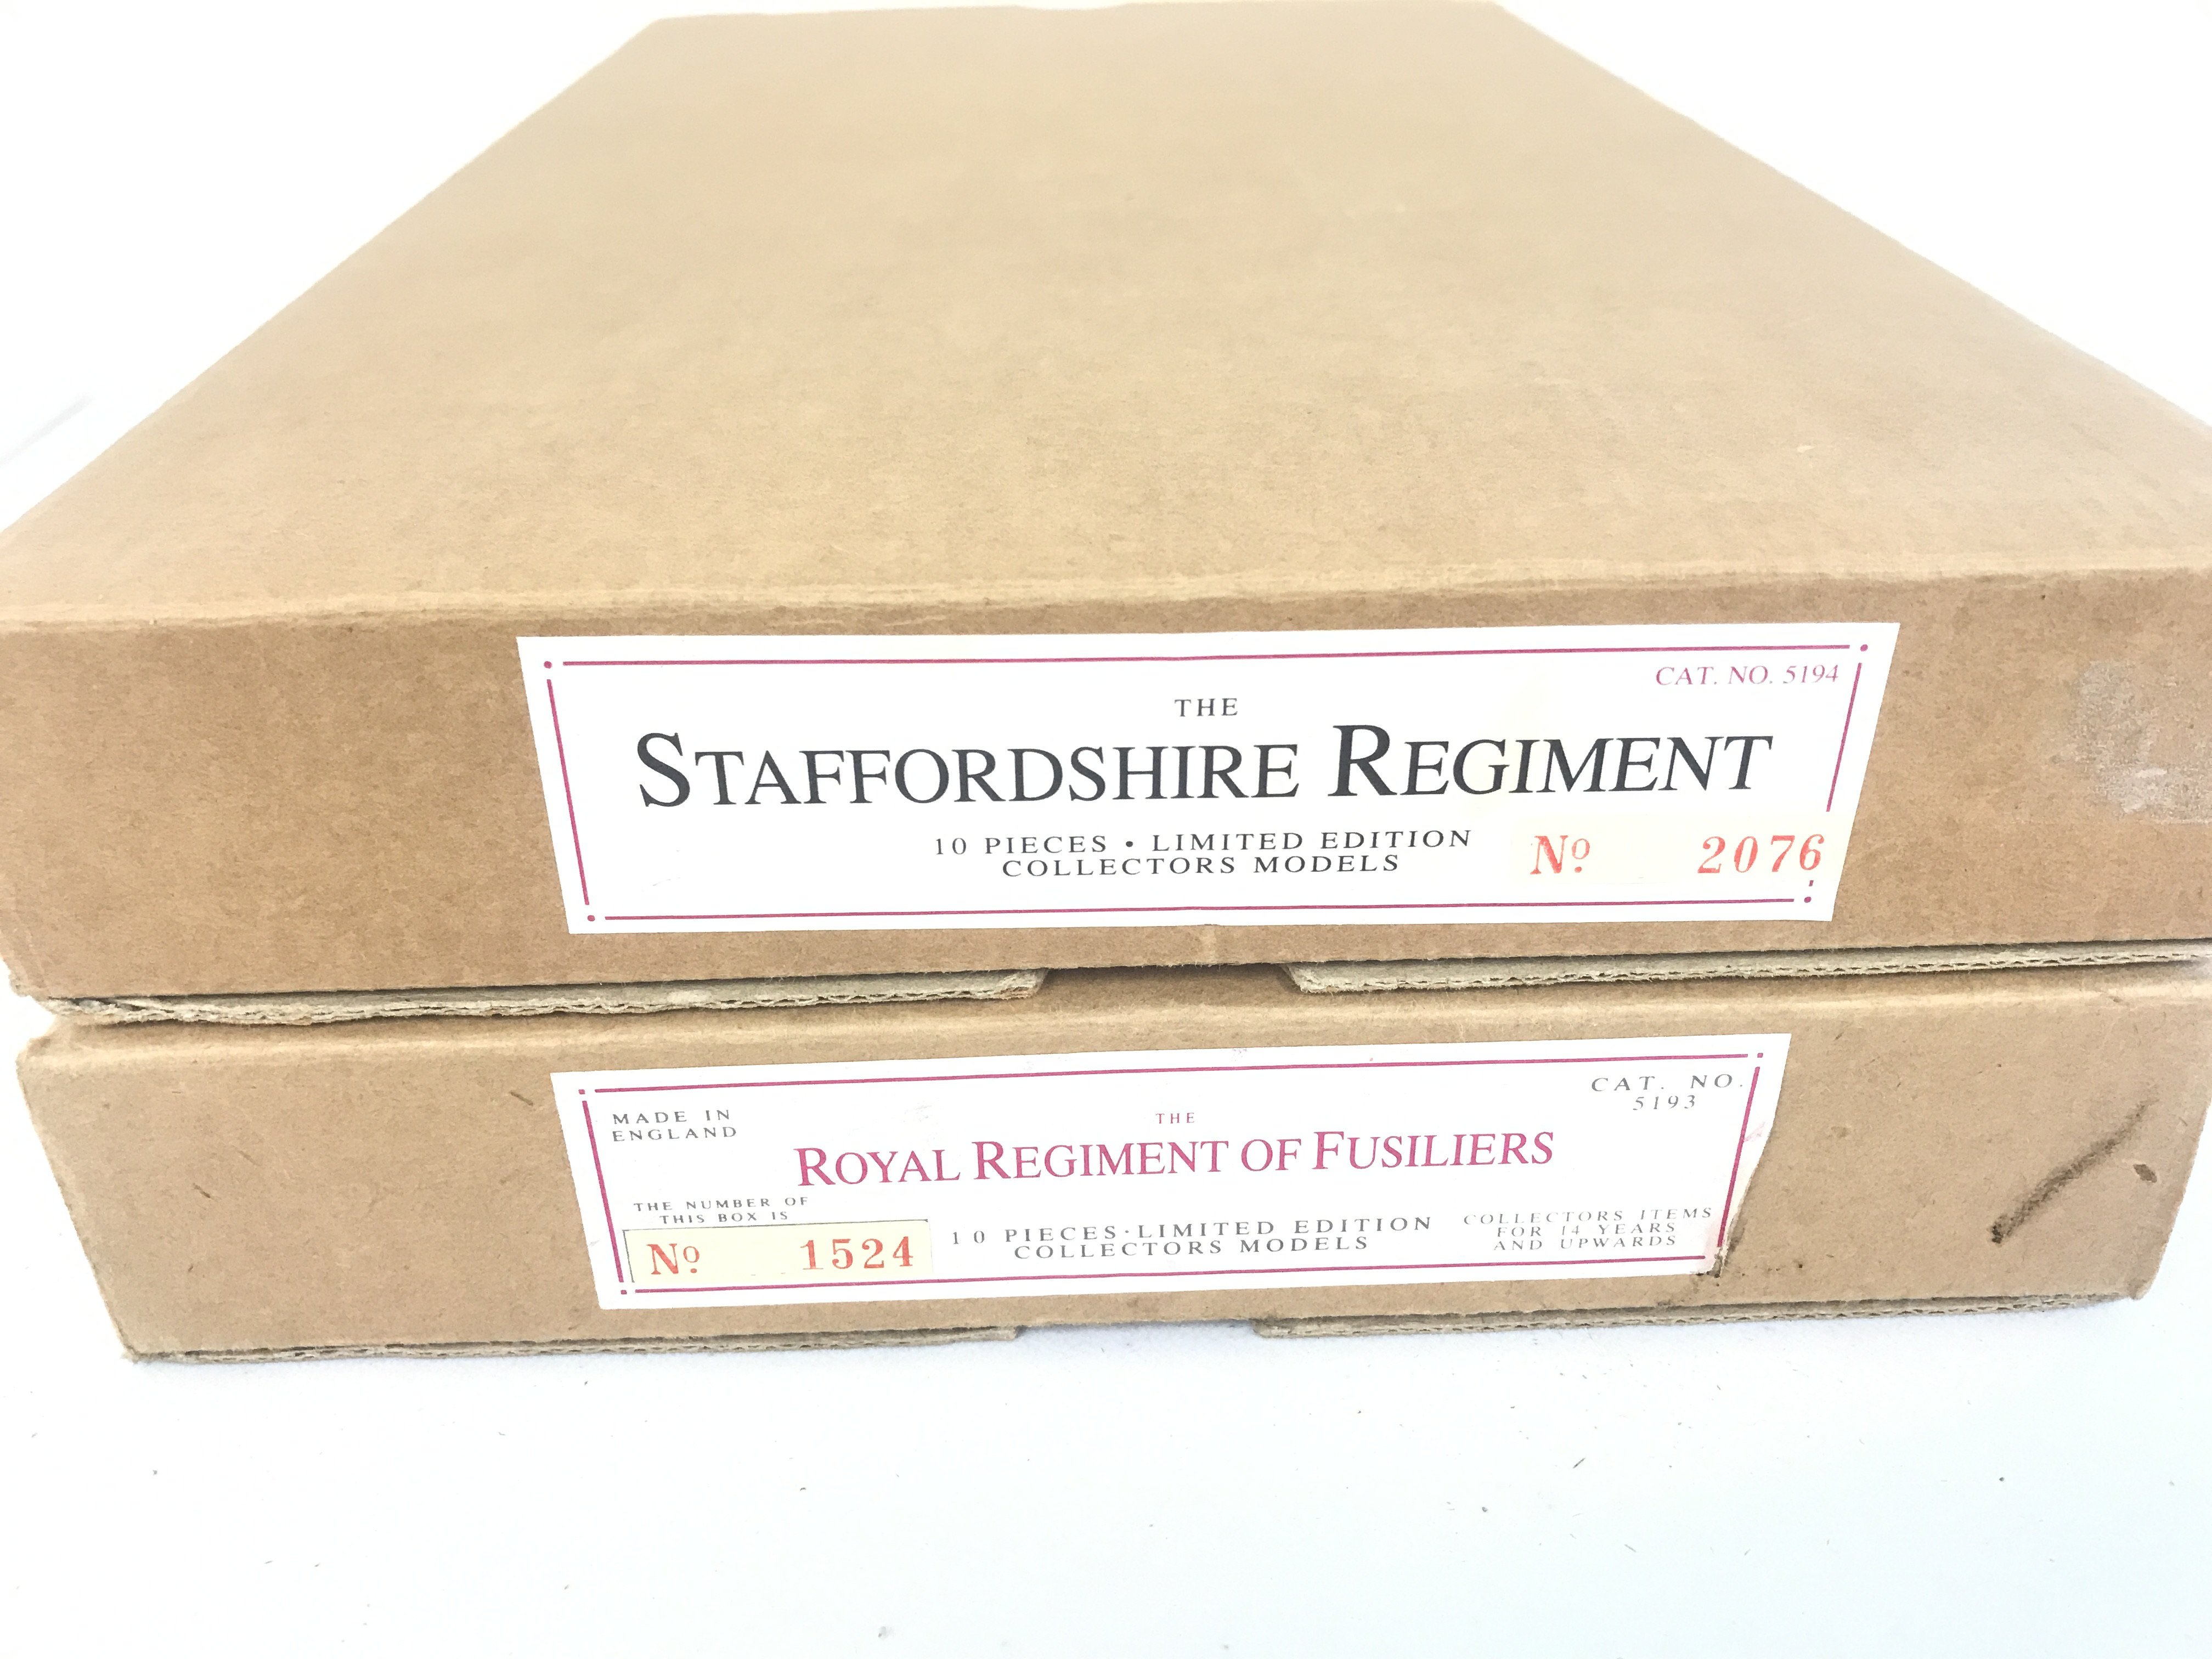 CAT. NO. 5194
THE
STAFFORDSHIRE REGIMENT
10 PIECES • LIMITED EDITION
COLLECTORS MODELS
Nº 2076
MADE IN
ENGLAND
CAT. NO.
5193
THE
ROYAL REGIMENT OF FUSILIERS
THE NUMBER OF
THIS BOX IS
Nº 1524
10 PIECES·LIMITED EDITION
COLLECTORS MODELS
COLLECTORS ITEMS
FOR 14 YEARS
AND UPWARDS